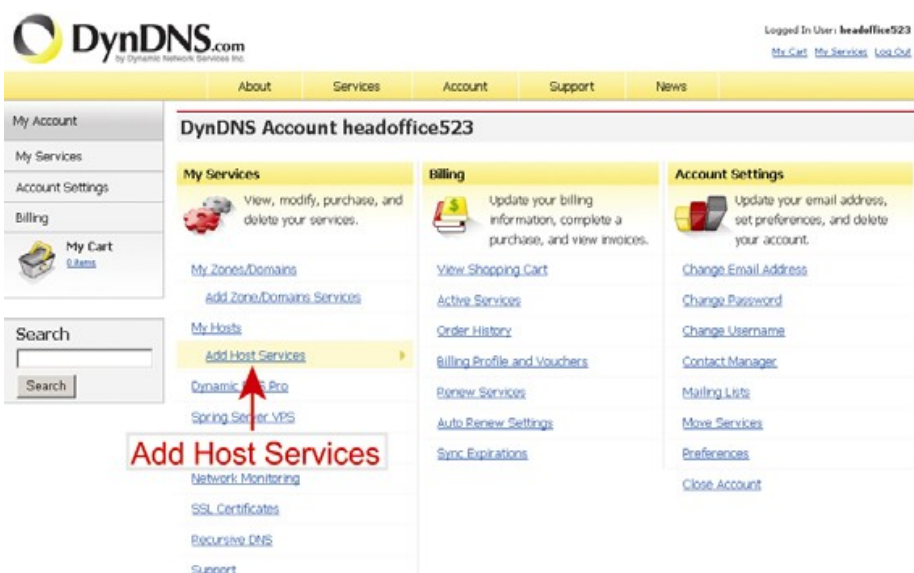 DynDNS.com
by Dynamic Network Services Inc.
Logged In User: headoffice523
My Cart My Services Log Out
About Services Account Support News
My Account
My Services
Account Settings
Billing
My Cart
0 items
Search
Search
DynDNS Account headoffice523
My Services
View, modify, purchase, and
delete your services.
My Zones/Domains
Add Zone/Domains Services
My Hosts
Add Host Services
Dynamic Pro
Spring Server VPS
Add Host Services
Network Monitoring
SSL Certificates
Recursive DNS
Support
Billing
Update your billing
information, complete a
purchase, and view invoices.
View Shopping Cart
Active Services
Order History
Billing Profile and Vouchers
Renew Services
Auto Renew Settings
Sync Expirations
Account Settings
Update your email address,
set preferences, and delete
your account.
Change Email Address
Change Password
Change Username
Contact Manager
Mailing Lists
Move Services
Preferences
Close Account